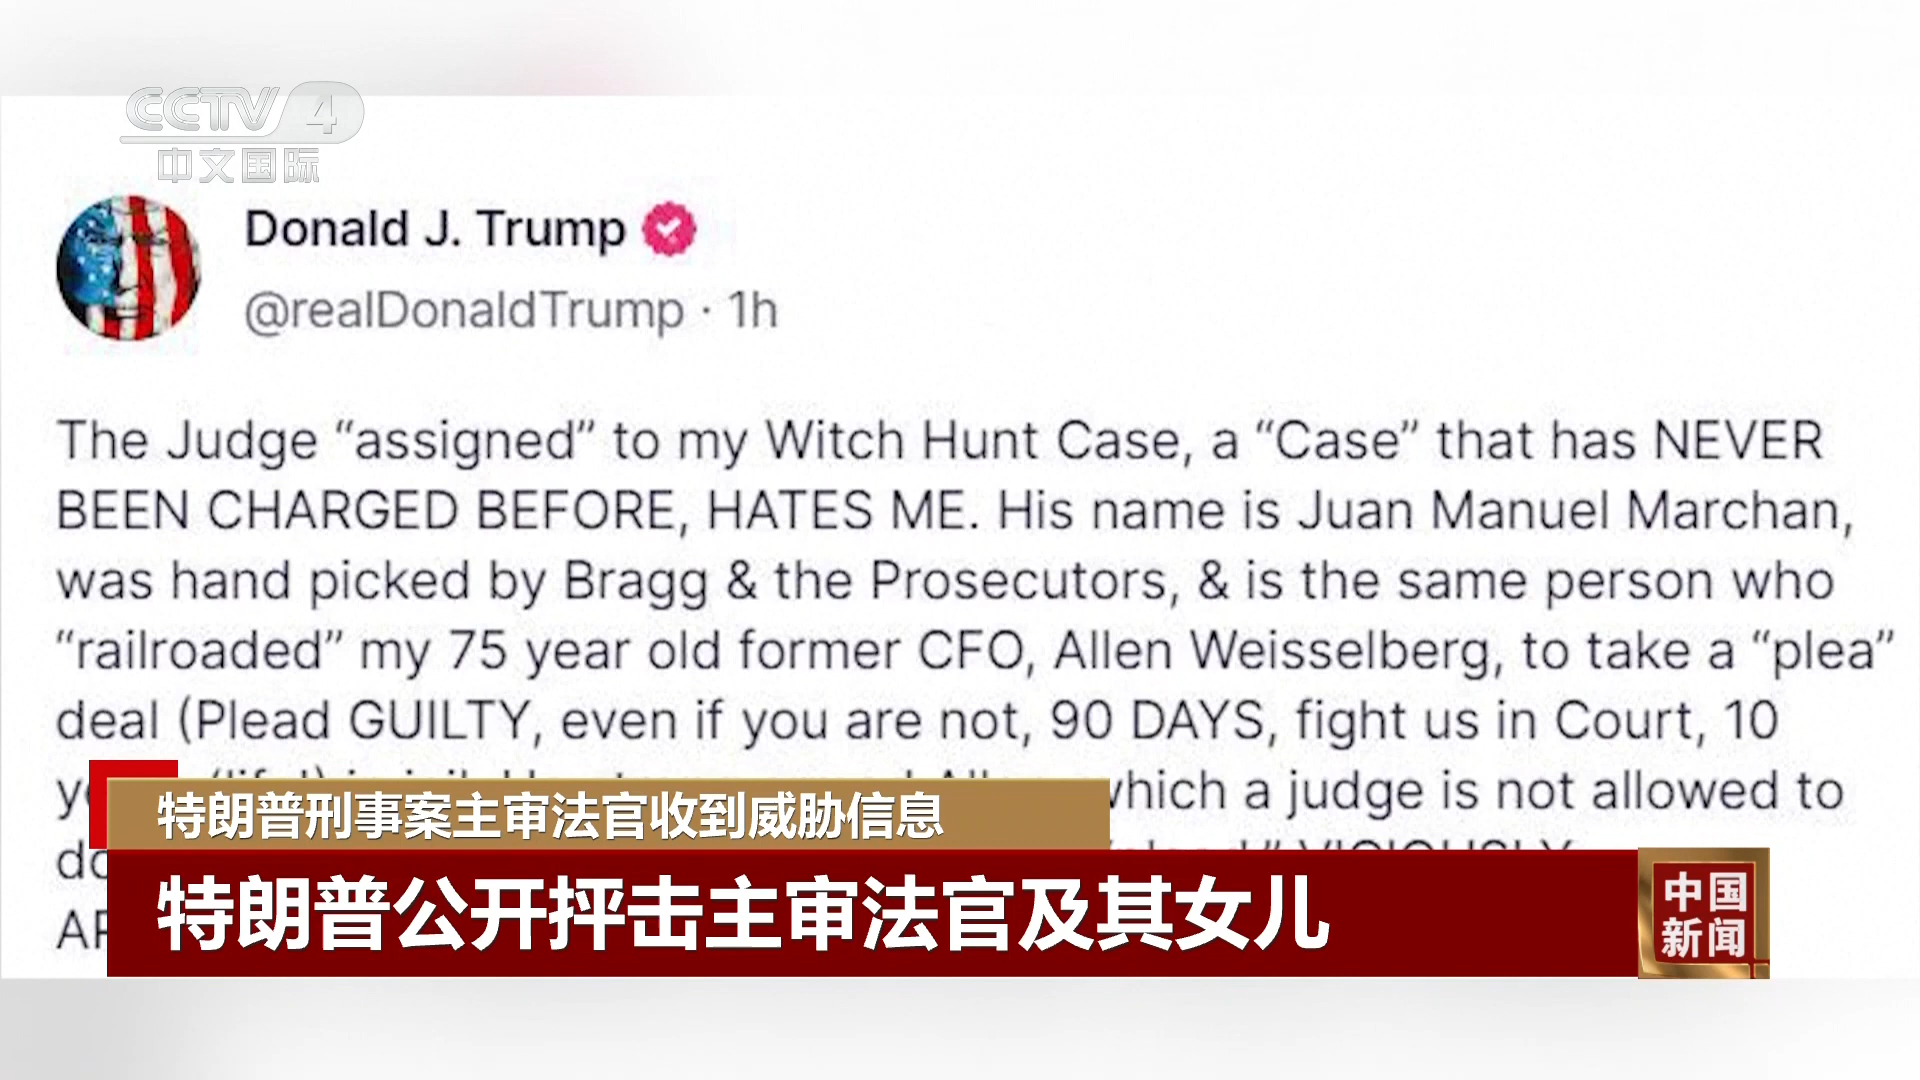 CCTV 4
中文国际
Donald J. Trump
@realDonaldTrump · 1h
The Judge “assigned” to my Witch Hunt Case, a “Case” that has NEVER
BEEN CHARGED BEFORE, HATES ME. His name is Juan Manuel Marchan,
was hand picked by Bragg & the Prosecutors, & is the same person who
“railroaded” my 75 year old former CFO, Allen Weisselberg, to take a “plea”
deal (Plead GUILTY, even if you are not, 90 DAYS, fight us in Court, 10
which a judge is not allowed to
特朗普刑事案主审法官收到威胁信息
特朗普公开抨击主审法官及其女儿
中国
新闻